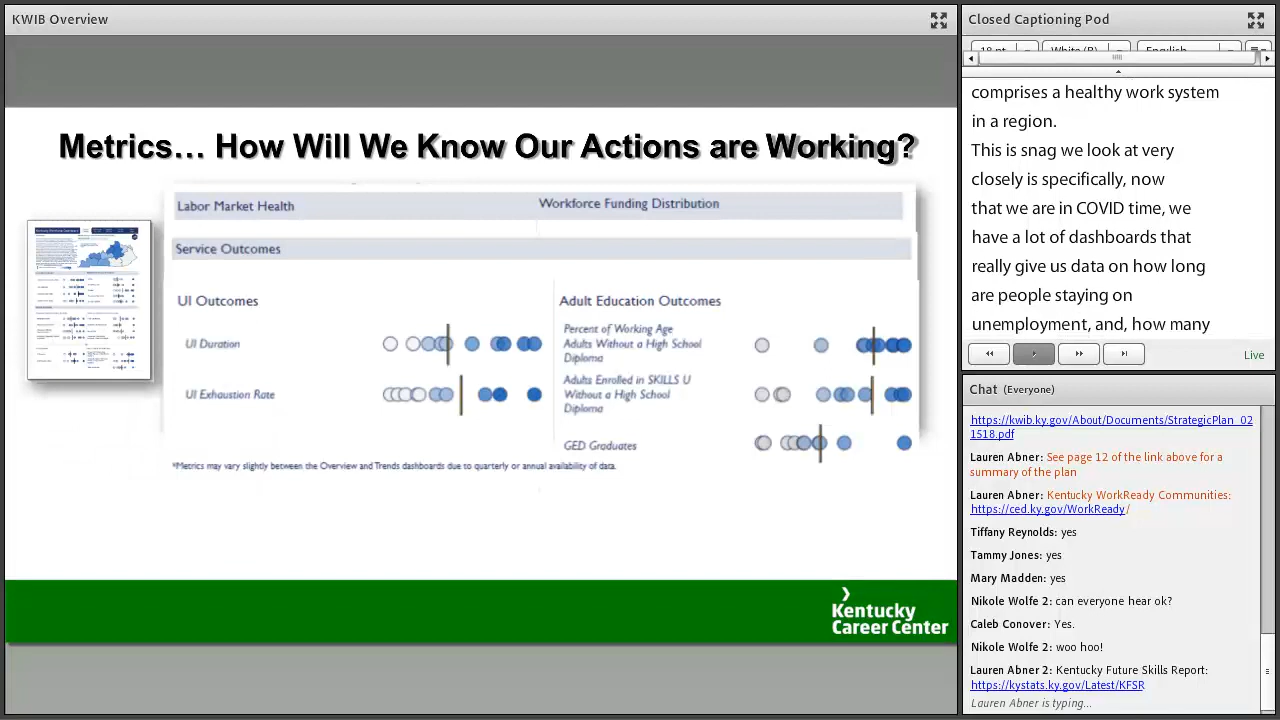 KWIB Overview
Metrics... How Will We Know Our Actions are Working?
Labor Market Health
Workforce Funding Distribution
Service Outcomes
UI Outcomes
UI Duration
UI Exhaustion Rate
Adult Education Outcomes
Percent of Working Age
Adults Without a High School
Diploma
Adults Enrolled in SKILLS U
Without a High School
Diploma
GED Graduates
*Metrics may vary slightly between the Overview and Trends dashboards due to quarterly or annual availability of data.
Kentucky
Career Center
Closed Captioning Pod
18 pt
White (B)
English
comprises a healthy work system
in a region.
This is snag we look at very
closely is specifically, now
that we are in COVID time, we
have a lot of dashboards that
really give us data on how long
are people staying on
unemployment, and, how many
Live
Chat (Everyone)
https://kwib.ky.gov/About/Documents/StrategicPlan_02
1518.pdf
Lauren Abner: See page 12 of the link above for a
summary of the plan
Lauren Abner: Kentucky WorkReady Communities:
https://ced.ky.gov/WorkReady/
Tiffany Reynolds: yes
Tammy Jones: yes
Mary Madden: yes
Nikole Wolfe 2: can everyone hear ok?
Caleb Conover: Yes.
Nikole Wolfe 2: woo hoo!
Lauren Abner 2: Kentucky Future Skills Report:
https://kystats.ky.gov/Latest/KFSR
Lauren Abner is typing...